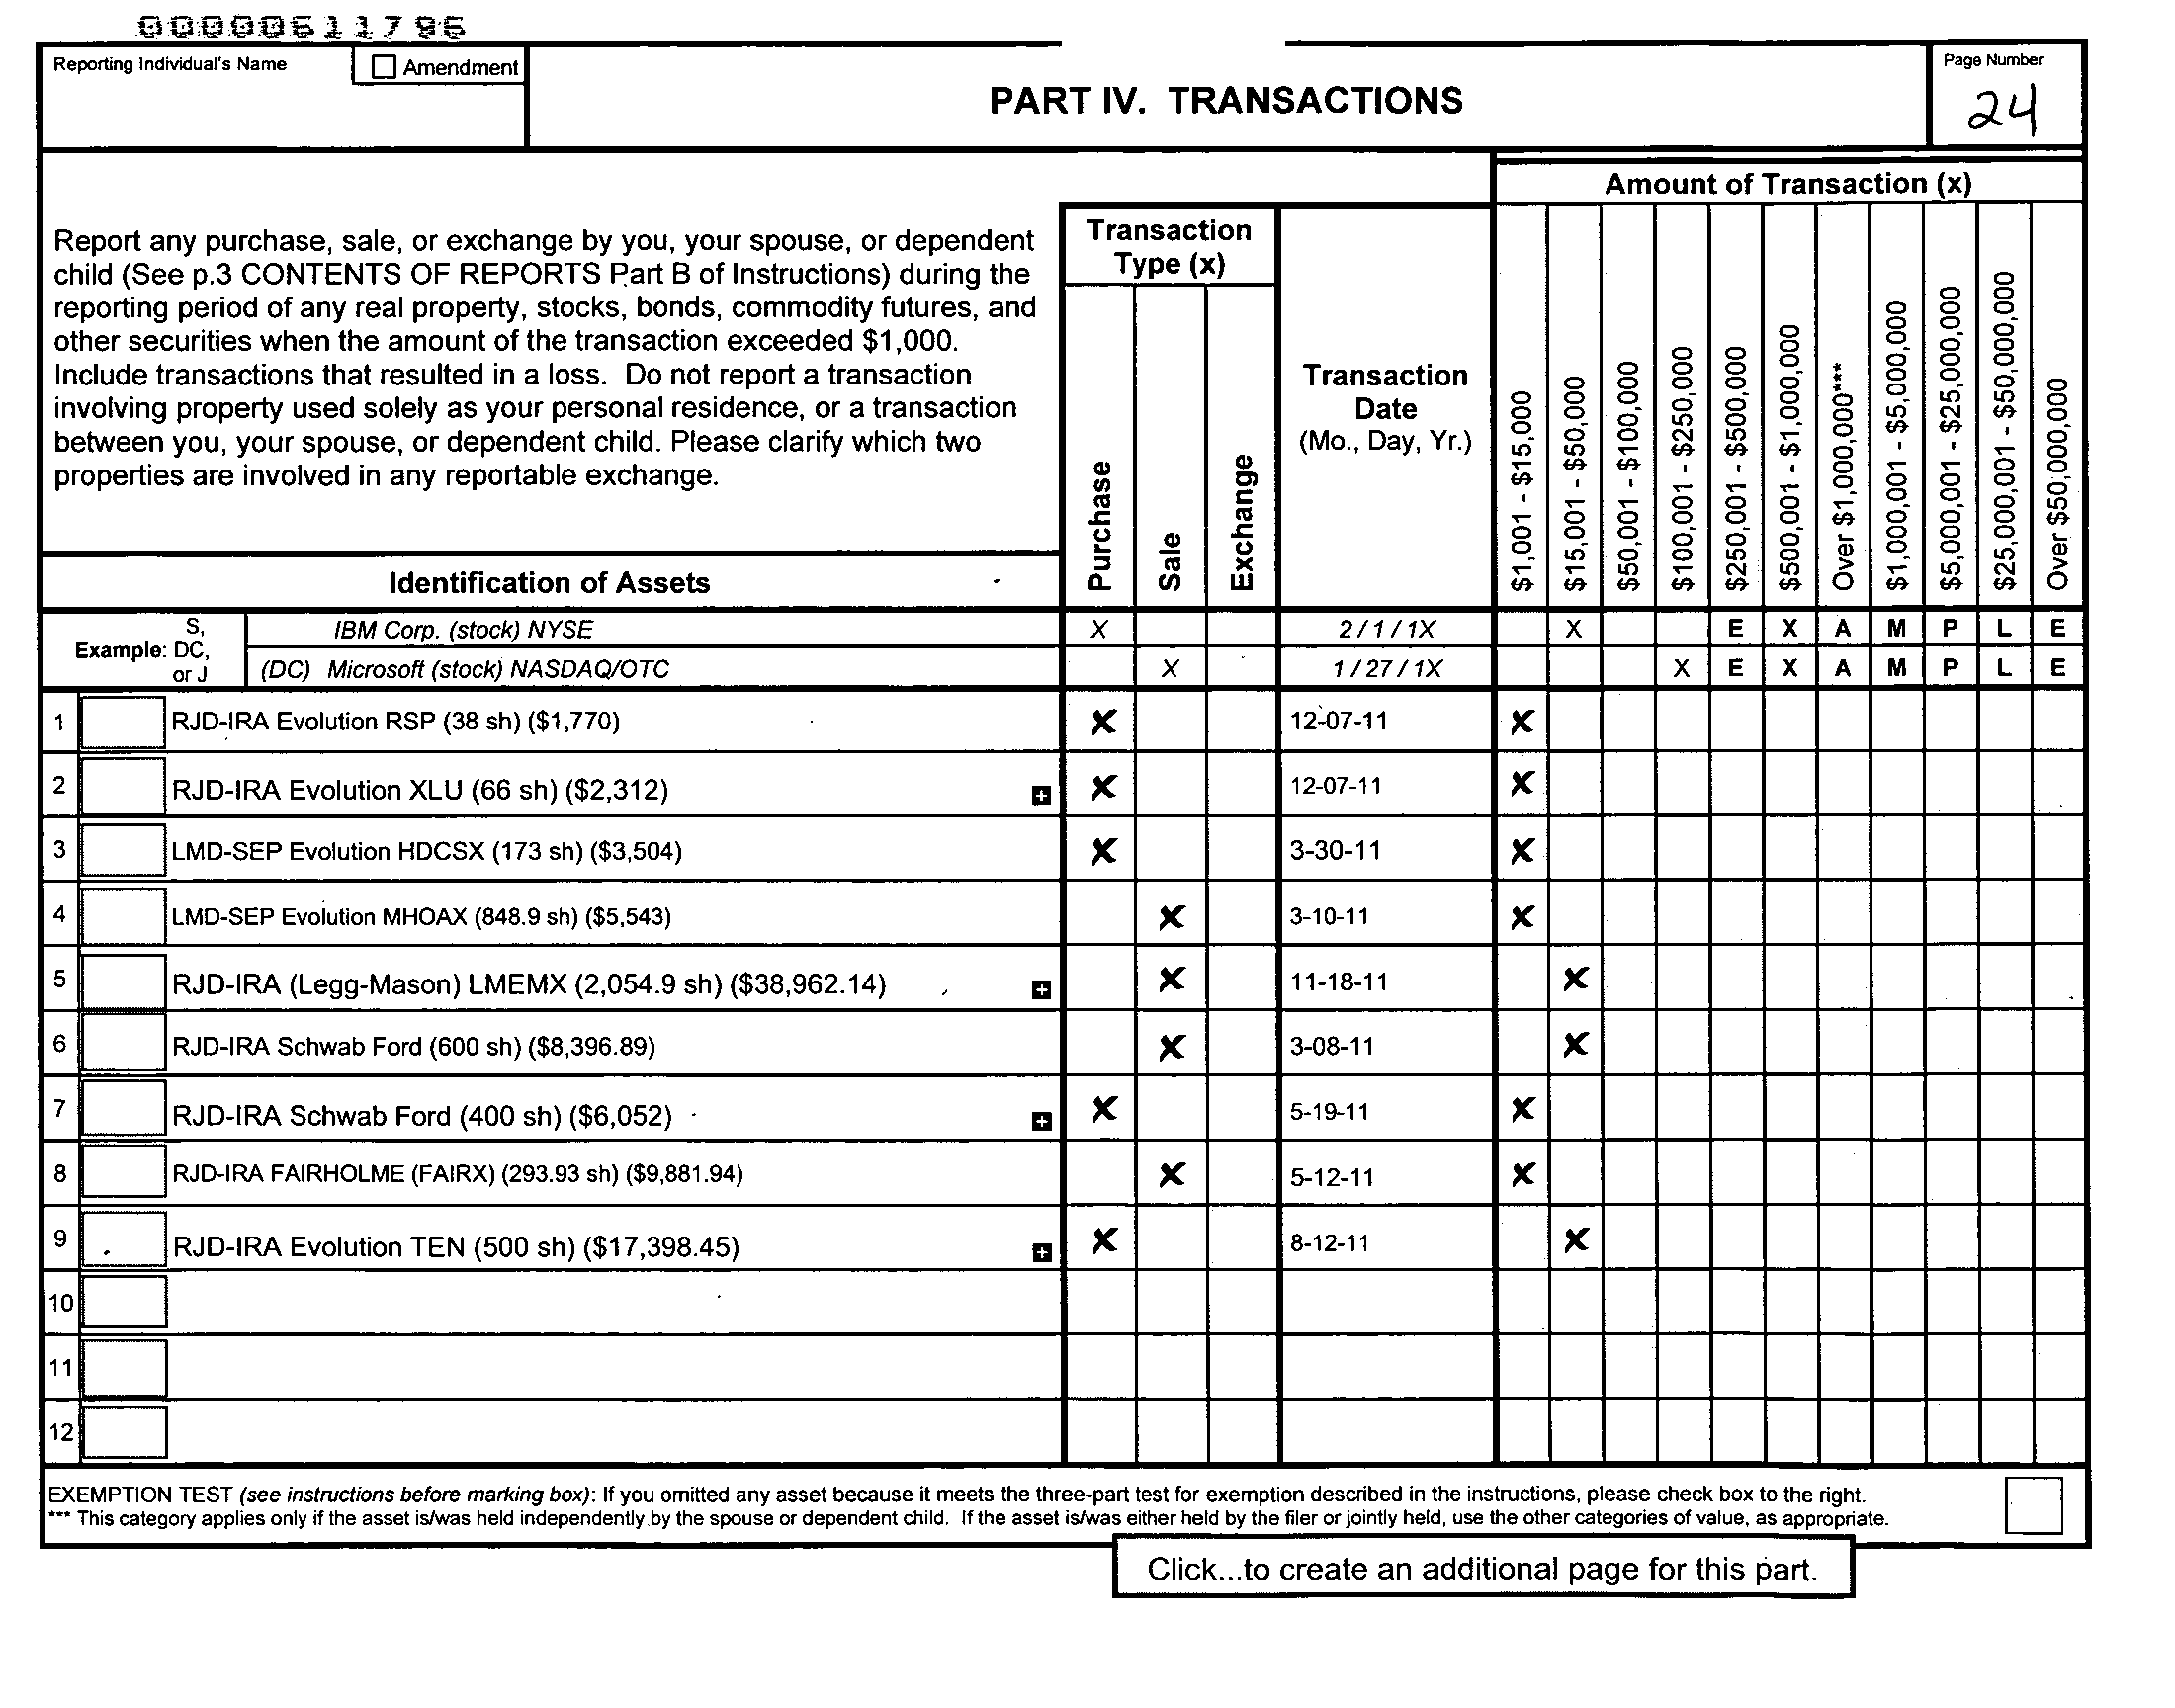 00000611796
Reporting Individual's Name
Amendment
PART IV. TRANSACTIONS
Page Number
24
Amount of Transaction (x)
Report any purchase, sale, or exchange by you, your spouse, or dependent
child (See p.3 CONTENTS OF REPORTS Part B of Instructions) during the
reporting period of any real property, stocks, bonds, commodity futures, and
other securities when the amount of the transaction exceeded $1,000.
Include transactions that resulted in a loss. Do not report a transaction
involving property used solely as your personal residence, or a transaction
between you, your spouse, or dependent child. Please clarify which two
properties are involved in any reportable exchange.
Transaction
Type (x)
Purchase
Sale
Exchange
Transaction
Date
(Mo., Day, Yr.)
$1,001 - $15,000
$15,001 - $50,000
$50,001 - $100,000
$100,001 - $250,000
$250,001 - $500,000
$500,001 - $1,000,000
Over $1,000,000***
$1,000,001 - $5,000,000
$5,000,001 - $25,000,000
$25,000,001 - $50,000,000
Over $50,000,000
Identification of Assets
Example: S, DC, or J
IBM Corp. (stock) NYSE X 2 / 1 / 1X X E X A M P L E
(DC) Microsoft (stock) NASDAQ/OTC X 1 / 27 / 1X X E X A M P L E
1 RJD-IRA Evolution RSP (38 sh) ($1,770) X 12-07-11 X
2 RJD-IRA Evolution XLU (66 sh) ($2,312) + X 12-07-11 X
3 LMD-SEP Evolution HDCSX (173 sh) ($3,504) X 3-30-11 X
4 LMD-SEP Evolution MHOAX (848.9 sh) ($5,543) X 3-10-11 X
5 RJD-IRA (Legg-Mason) LMEMX (2,054.9 sh) ($38,962.14) + X 11-18-11 X
6 RJD-IRA Schwab Ford (600 sh) ($8,396.89) X 3-08-11 X
7 RJD-IRA Schwab Ford (400 sh) ($6,052) + X 5-19-11 X
8 RJD-IRA FAIRHOLME (FAIRX) (293.93 sh) ($9,881.94) X 5-12-11 X
9 RJD-IRA Evolution TEN (500 sh) ($17,398.45) + X 8-12-11 X
10
11
12
EXEMPTION TEST (see instructions before marking box): If you omitted any asset because it meets the three-part test for exemption described in the instructions, please check box to the right.
*** This category applies only if the asset is/was held independently by the spouse or dependent child. If the asset is/was either held by the filer or jointly held, use the other categories of value, as appropriate.
Click...to create an additional page for this part.